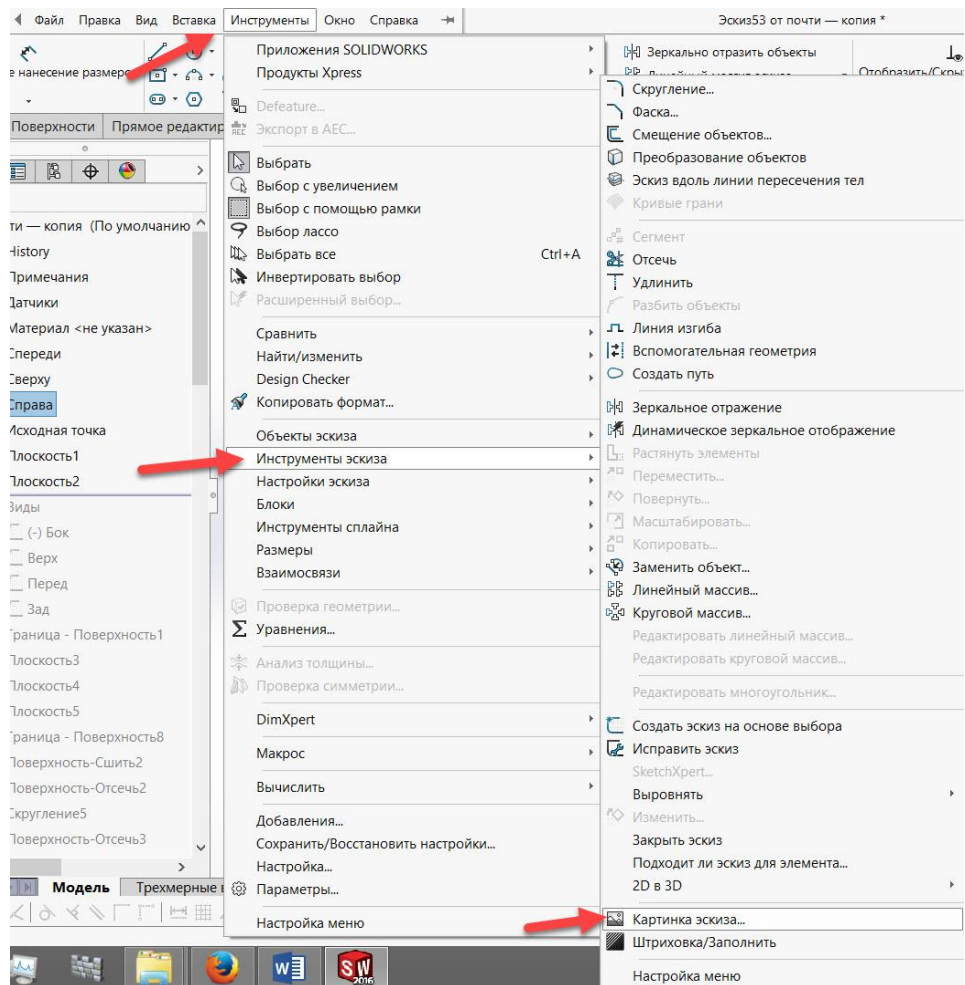 Файл Правка Вид Вставка Инструменты Окно Справка
Эскиз53 от почти — копия *
е нанесение размеро
Поверхности Прямое редактир
ти — копия (По умолчанию
History
Примечания
Датчики
Материал <не указан>
Спереди
Сверху
Справа
Исходная точка
Плоскость1
Плоскость2
Виды
(-) Бок
Верх
Перед
Зад
Граница - Поверхность1
Плоскость3
Плоскость4
Плоскость5
Граница - Поверхность8
Поверхность-Сшить2
Поверхность-Отсечь2
Скругление5
Поверхность-Отсечь3
Модель Трехмерные
Приложения SOLIDWORKS
Продукты Xpress
Defeature...
Экспорт в AEC...
Выбрать
Выбор с увеличением
Выбор с помощью рамки
Выбор лассо
Выбрать все Ctrl+A
Инвертировать выбор
Расширенный выбор...
Сравнить
Найти/изменить
Design Checker
Копировать формат...
Объекты эскиза
Инструменты эскиза
Настройки эскиза
Блоки
Инструменты сплайна
Размеры
Взаимосвязи
Проверка геометрии...
Уравнения...
Анализ толщины...
Проверка симметрии...
DimXpert
Макрос
Вычислить
Добавления...
Сохранить/Восстановить настройки...
Настройка...
Параметры...
Настройка меню
Зеркально отразить объекты
Отобразить/Скры
Скругление...
Фаска...
Смещение объектов...
Преобразование объектов
Эскиз вдоль линии пересечения тел
Кривые грани
Сегмент
Отсечь
Удлинить
Разбить объекты
Линия изгиба
Вспомогательная геометрия
Создать путь
Зеркальное отражение
Динамическое зеркальное отображение
Растянуть элементы
Переместить...
Повернуть...
Масштабировать...
Копировать...
Заменить объект...
Линейный массив...
Круговой массив...
Редактировать линейный массив...
Редактировать круговой массив...
Редактировать многоугольник...
Создать эскиз на основе выбора
Исправить эскиз
SketchXpert...
Выровнять
Изменить...
Закрыть эскиз
Подходит ли эскиз для элемента...
2D в 3D
Картинка эскиза...
Штриховка/Заполнить
Настройка меню
W SW
2016